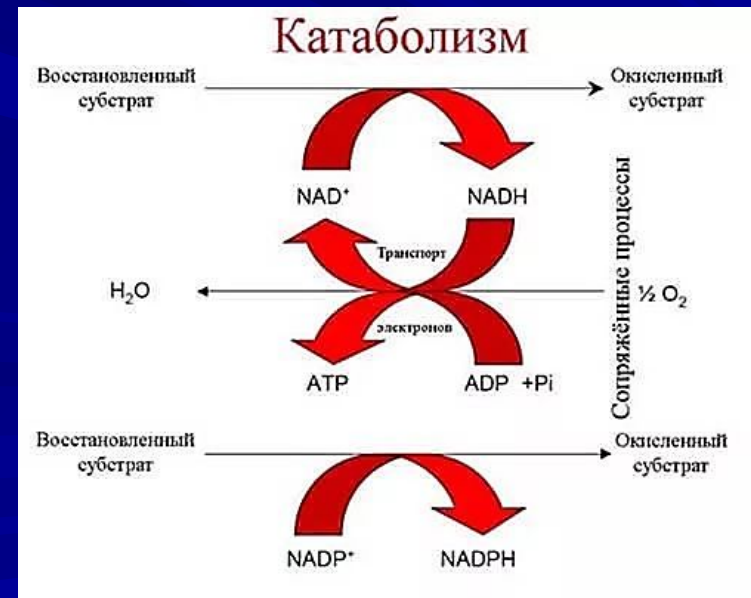 Катаболизм
Восстановленный
субстрат
Окисленный
субстрат
NAD⁺
NADH
Транспорт
H₂O
½ O₂
электронов
Сопряжённые процессы
ATP
ADP +Pi
Восстановленный
субстрат
Окисленный
субстрат
NADP⁺
NADPH